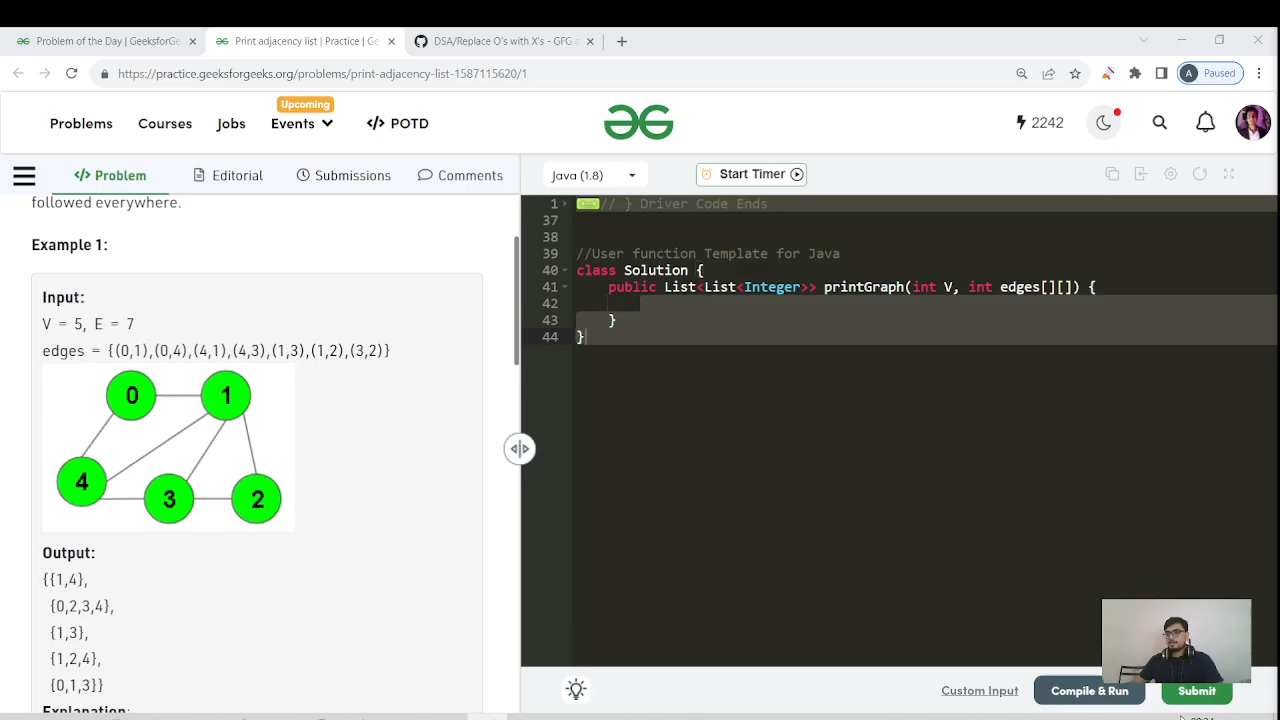 Problem of the Day | GeeksforGe
Print adjacency list | Practice | Ge
DSA/Replace O's with X's - GFG a
https://practice.geeksforgeeks.org/problems/print-adjacency-list-1587115620/1
A Paused
Upcoming
Problems Courses Jobs Events </> POTD
2242
</> Problem Editorial Submissions Comments
Java (1.8)
Start Timer
followed everywhere.
Example 1:
Input:
V = 5, E = 7
edges = {(0,1),(0,4),(4,1),(4,3),(1,3),(1,2),(3,2)}
0 1
4 3 2
Output:
{{1,4},
{0,2,3,4},
{1,3},
{1,2,4},
{0,1,3}}
Explanation:
1 // } Driver Code Ends
37
38
39 //User function Template for Java
40 class Solution {
41 public List<List<Integer>> printGraph(int V, int edges[][]) {
42
43 }
44 }
Custom Input
Compile & Run
Submit